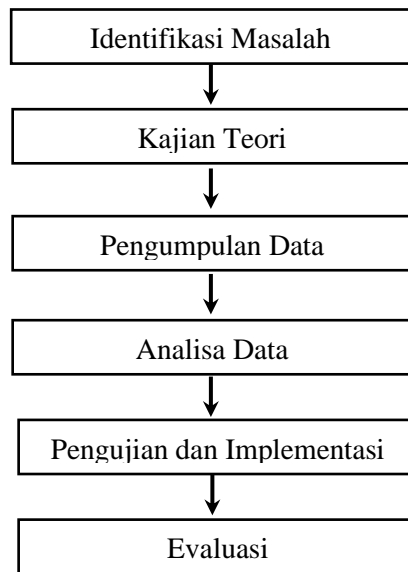 Identifikasi Masalah
Kajian Teori
Pengumpulan Data
Analisa Data
Pengujian dan Implementasi
Evaluasi